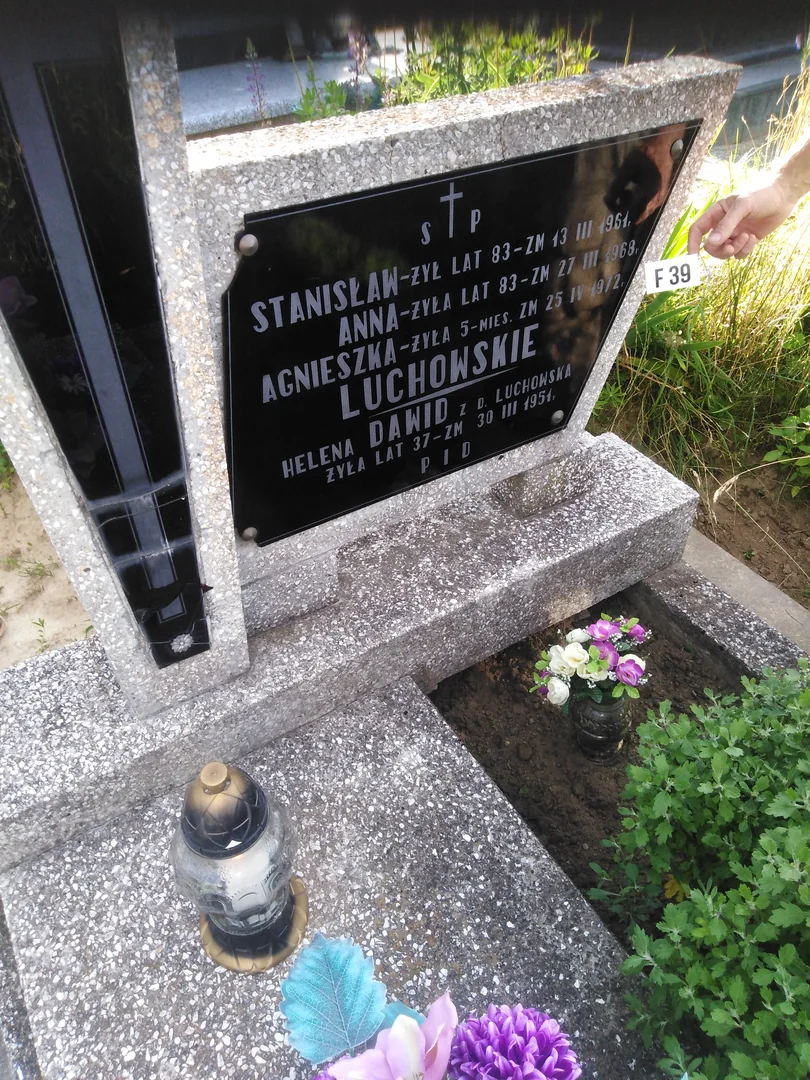 S P
STANISŁAW-ŻYŁ LAT 83-ZM 13 III 1961.
ANNA-ŻYŁA LAT 83-ZM 27 III 1968.
AGNIESZKA-ŻYŁA 5-MIES. ZM 25 IV 1972.
LUCHOWSKIE
HELENA DAWID Z D. LUCHOWSKA
ŻYŁA LAT 37-ZM 30 III 1951.
P I D
F 39